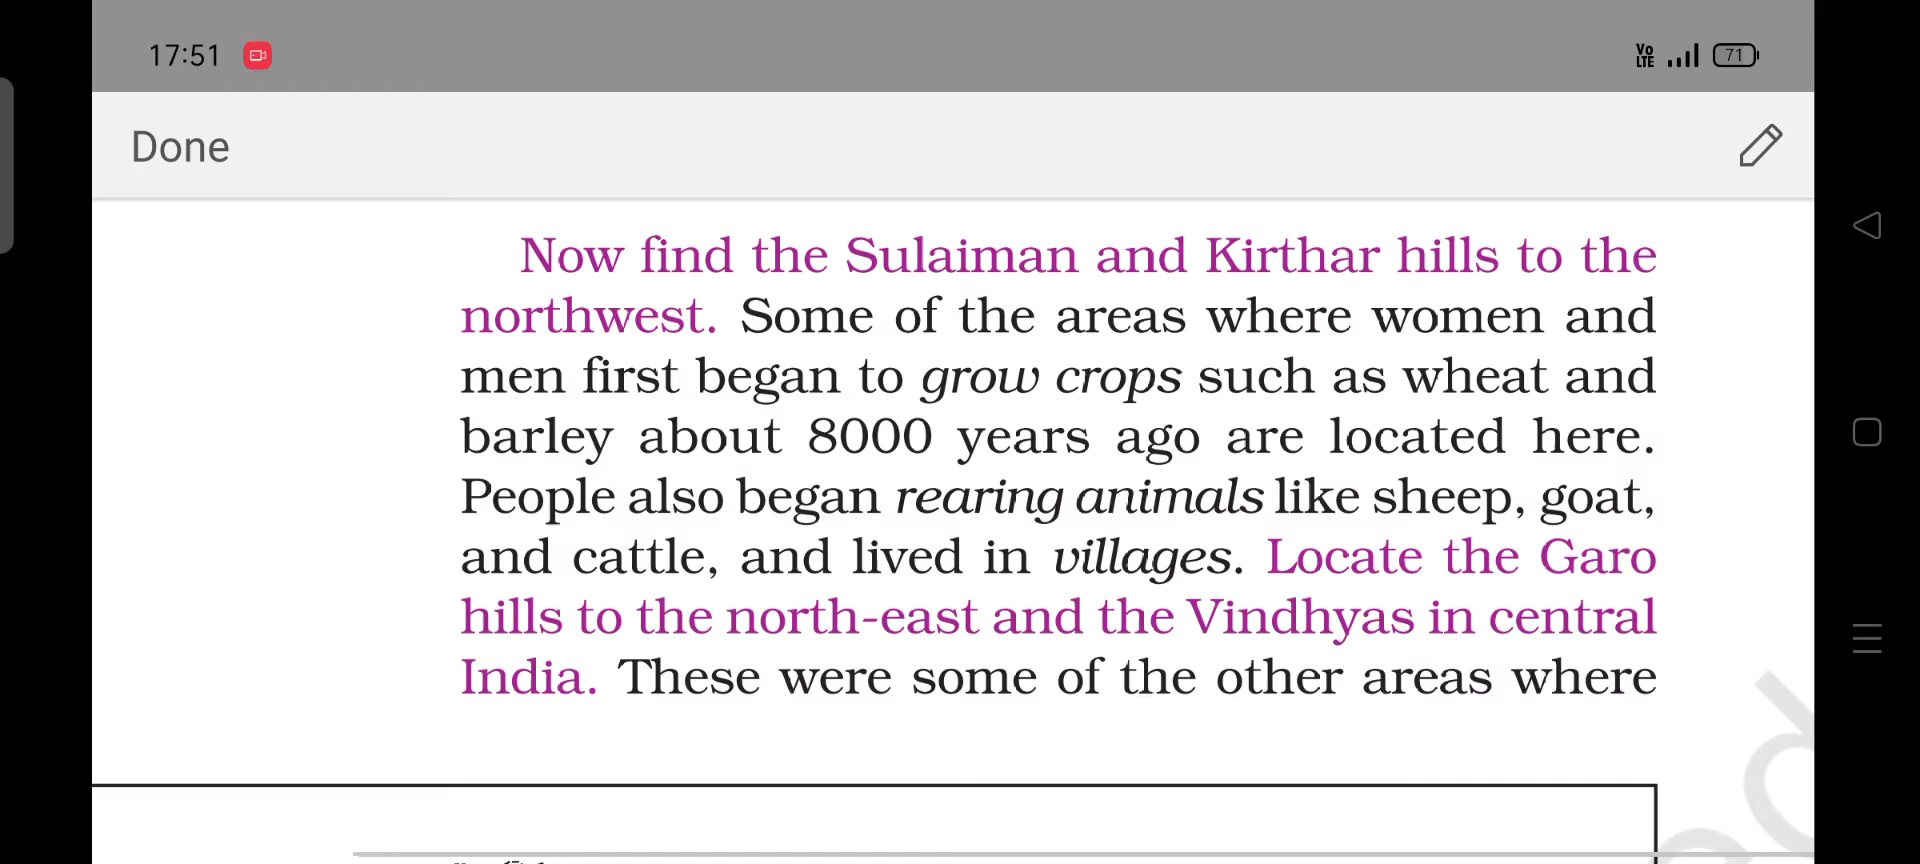 17:51
Vo LTE
71
Done
Now find the Sulaiman and Kirthar hills to the
northwest. Some of the areas where women and
men first began to grow crops such as wheat and
barley about 8000 years ago are located here.
People also began rearing animals like sheep, goat,
and cattle, and lived in villages. Locate the Garo
hills to the north-east and the Vindhyas in central
India. These were some of the other areas where